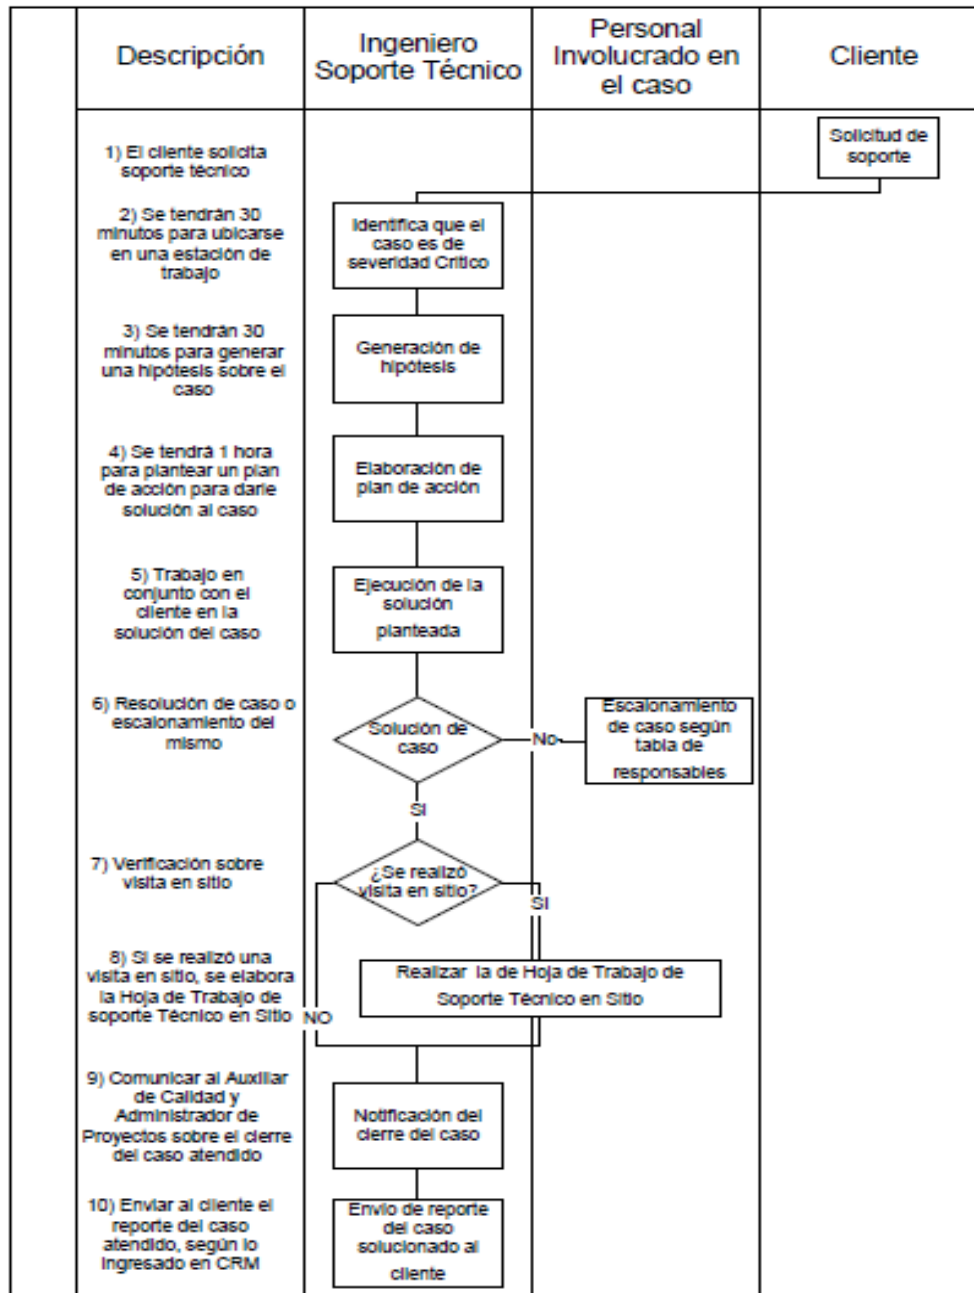 Descripción
Ingeniero
Soporte Técnico
Personal
Involucrado en
el caso
Cliente
1) El cliente solicita
soporte técnico
Solicitud de
soporte
2) Se tendrán 30
minutos para ubicarse
en una estación de
trabajo
Identifica que el
caso es de
severidad Critico
3) Se tendrán 30
minutos para generar
una hipótesis sobre el
caso
Generación de
hipótesis
4) Se tendrá 1 hora
para plantear un plan
de acción para darle
solución al caso
Elaboración de
plan de acción
5) Trabajo en
conjunto con el
cliente en la
solución del caso
Ejecución de la
solución
planteada
6) Resolución de caso o
escalonamiento del
mismo
Solución de
caso
No
Escalonamiento
de caso según
tabla de
responsables
SI
7) Verificación sobre
visita en sitio
¿Se realizó
visita en sitio?
SI
8) Si se realizó una
visita en sitio, se elabora
la Hoja de Trabajo de
soporte Técnico en Sitio
NO
Realizar la de Hoja de Trabajo de
Soporte Técnico en Sitio
9) Comunicar al Auxiliar
de Calidad y
Administrador de
Proyectos sobre el cierre
del caso atendido
Notificación del
cierre del caso
10) Enviar al cliente el
reporte del caso
atendido, según lo
ingresado en CRM
Envío de reporte
del caso
solucionado al
cliente